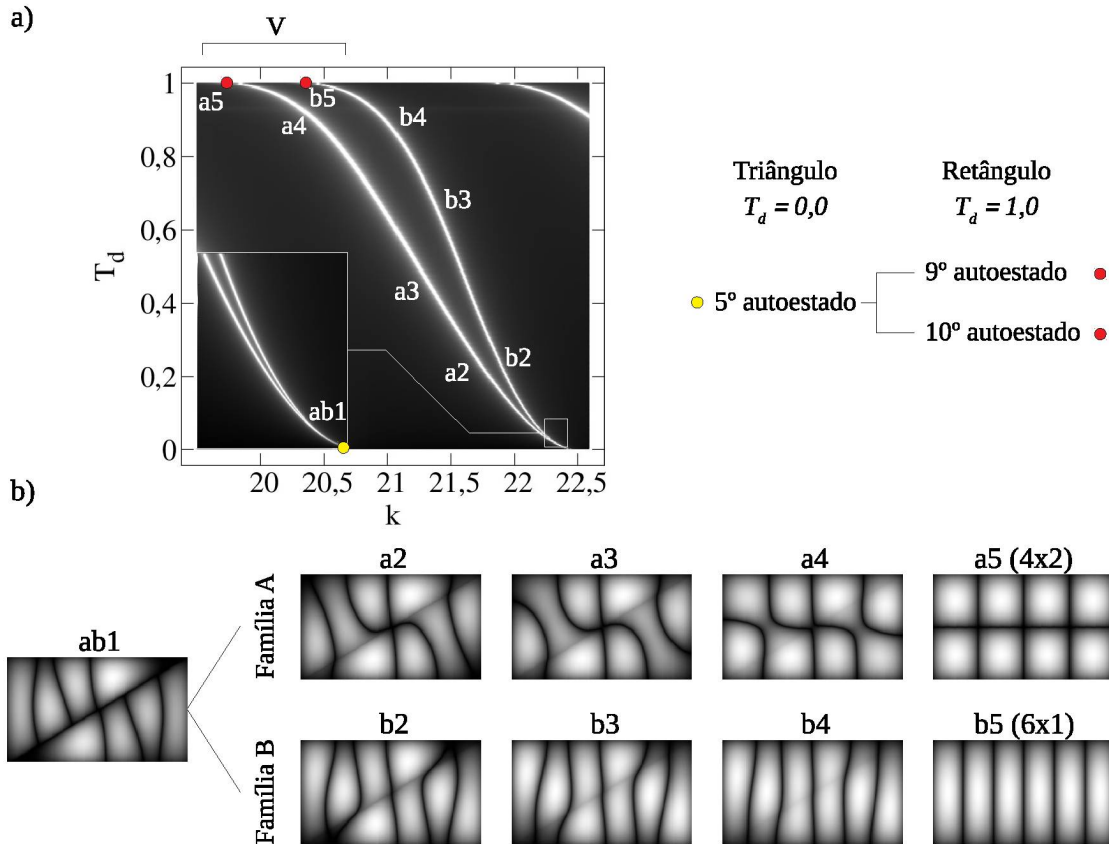 a)
V
1
0,8
0,6
0,4
0,2
0
T_d
a5
b5
a4
b4
b3
a3
b2
a2
ab1
20
20,5
21
21,5
22
22,5
k
Triângulo
T_d = 0,0
Retângulo
T_d = 1,0
5º autoestado
9º autoestado
10º autoestado
b)
ab1
Família A
a2
a3
a4
a5 (4x2)
Família B
b2
b3
b4
b5 (6x1)